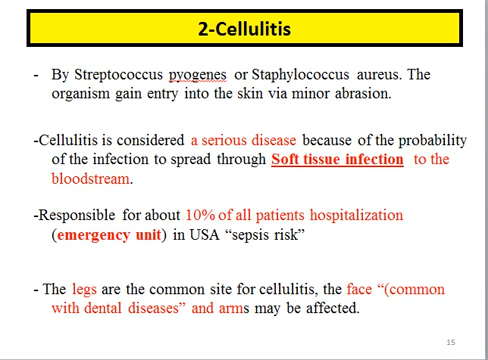 2-Cellulitis
- By Streptococcus pyogenes or Staphylococcus aureus. The
organism gain entry into the skin via minor abrasion.
-Cellulitis is considered a serious disease because of the probability
of the infection to spread through Soft tissue infection to the
bloodstream.
-Responsible for about 10% of all patients hospitalization
(emergency unit) in USA “sepsis risk”
- The legs are the common site for cellulitis, the face “(common
with dental diseases” and arms may be affected.
15